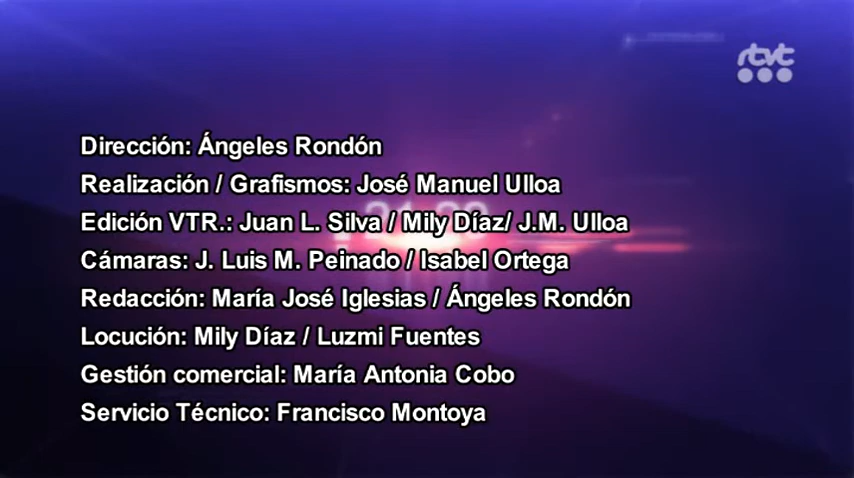 rtvt
Dirección: Ángeles Rondón
Realización / Grafismos: José Manuel Ulloa
Edición VTR.: Juan L. Silva / Mily Díaz/ J.M. Ulloa
Cámaras: J. Luis M. Peinado / Isabel Ortega
Redacción: María José Iglesias / Ángeles Rondón
Locución: Mily Díaz / Luzmi Fuentes
Gestión comercial: María Antonia Cobo
Servicio Técnico: Francisco Montoya